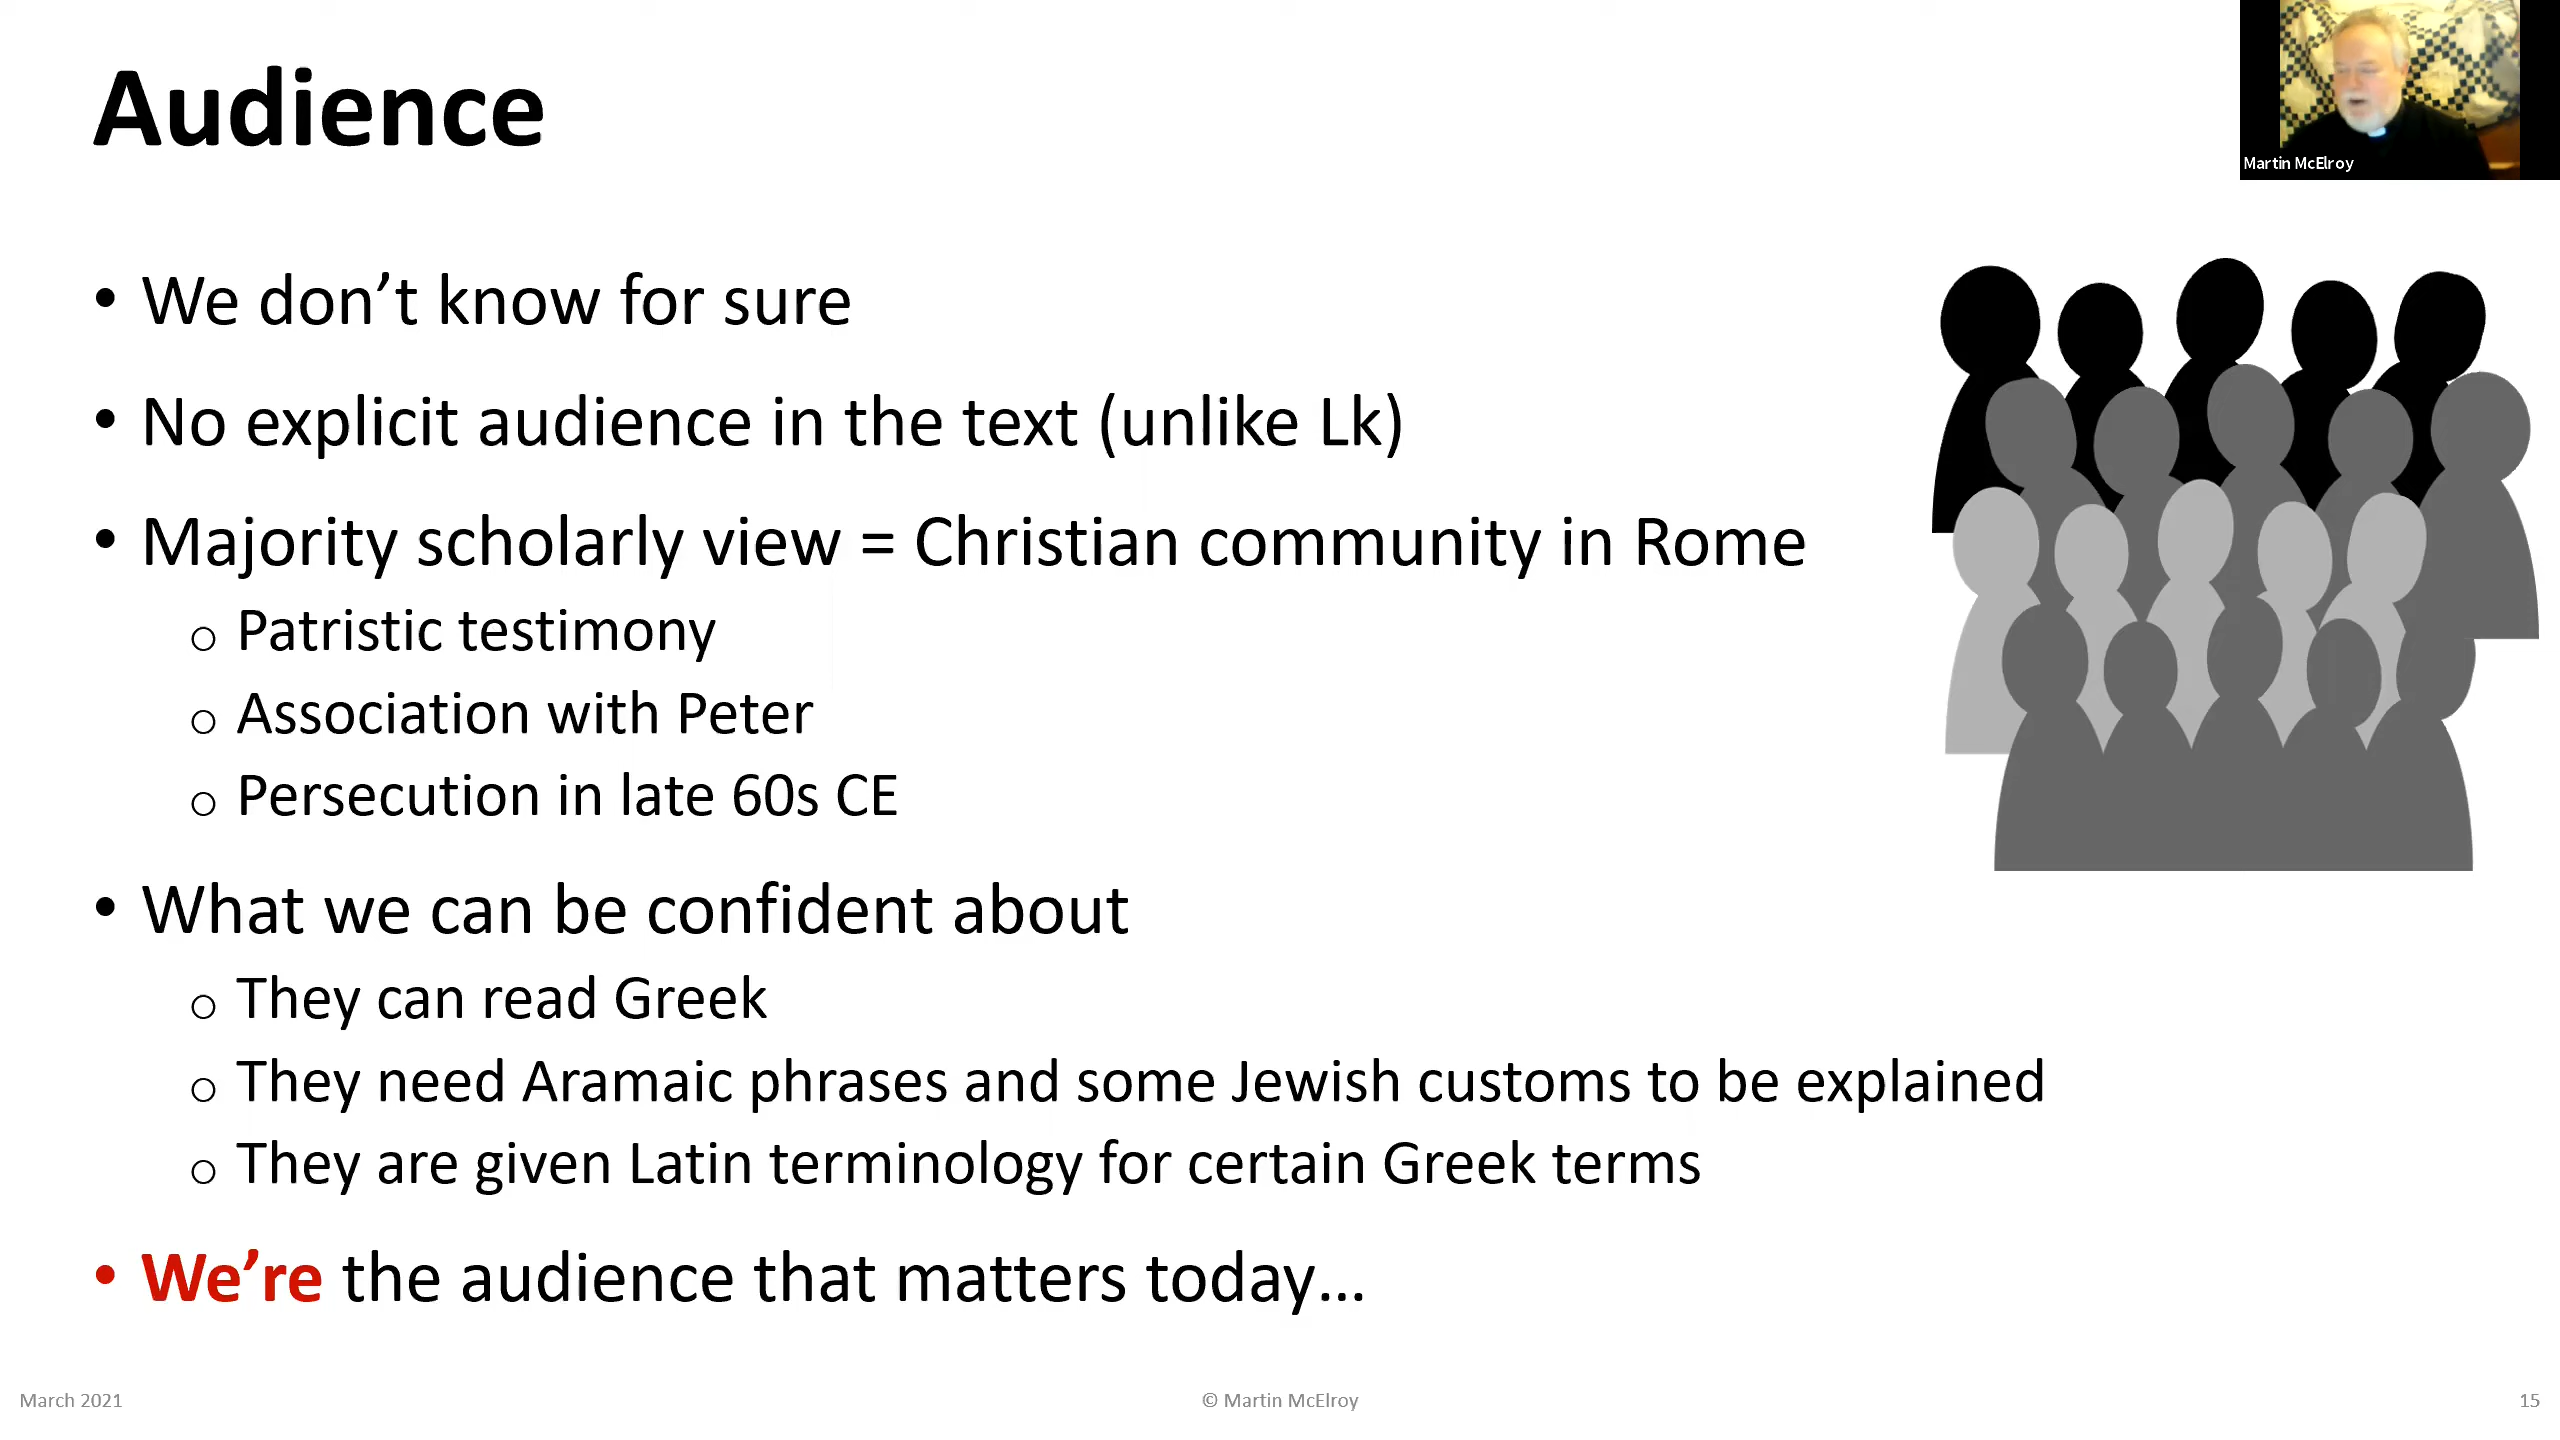 Audience
Martin McElroy
• We don’t know for sure
• No explicit audience in the text (unlike Lk)
• Majority scholarly view = Christian community in Rome
o Patristic testimony
o Association with Peter
o Persecution in late 60s CE
• What we can be confident about
o They can read Greek
o They need Aramaic phrases and some Jewish customs to be explained
o They are given Latin terminology for certain Greek terms
• We’re the audience that matters today…
March 2021
© Martin McElroy
15